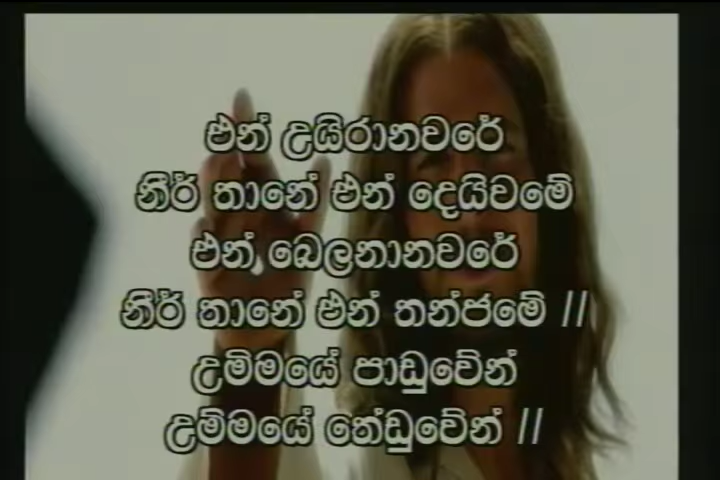 එන් උයිරානවරේ
නීර් තානේ එන් දෙයිවමේ
එන් බෙලනානවරේ
නීර් තානේ එන් තන්ජමේ //
උම්මයේ පාඩුවේන්
උම්මයේ තේඩුවේන් //